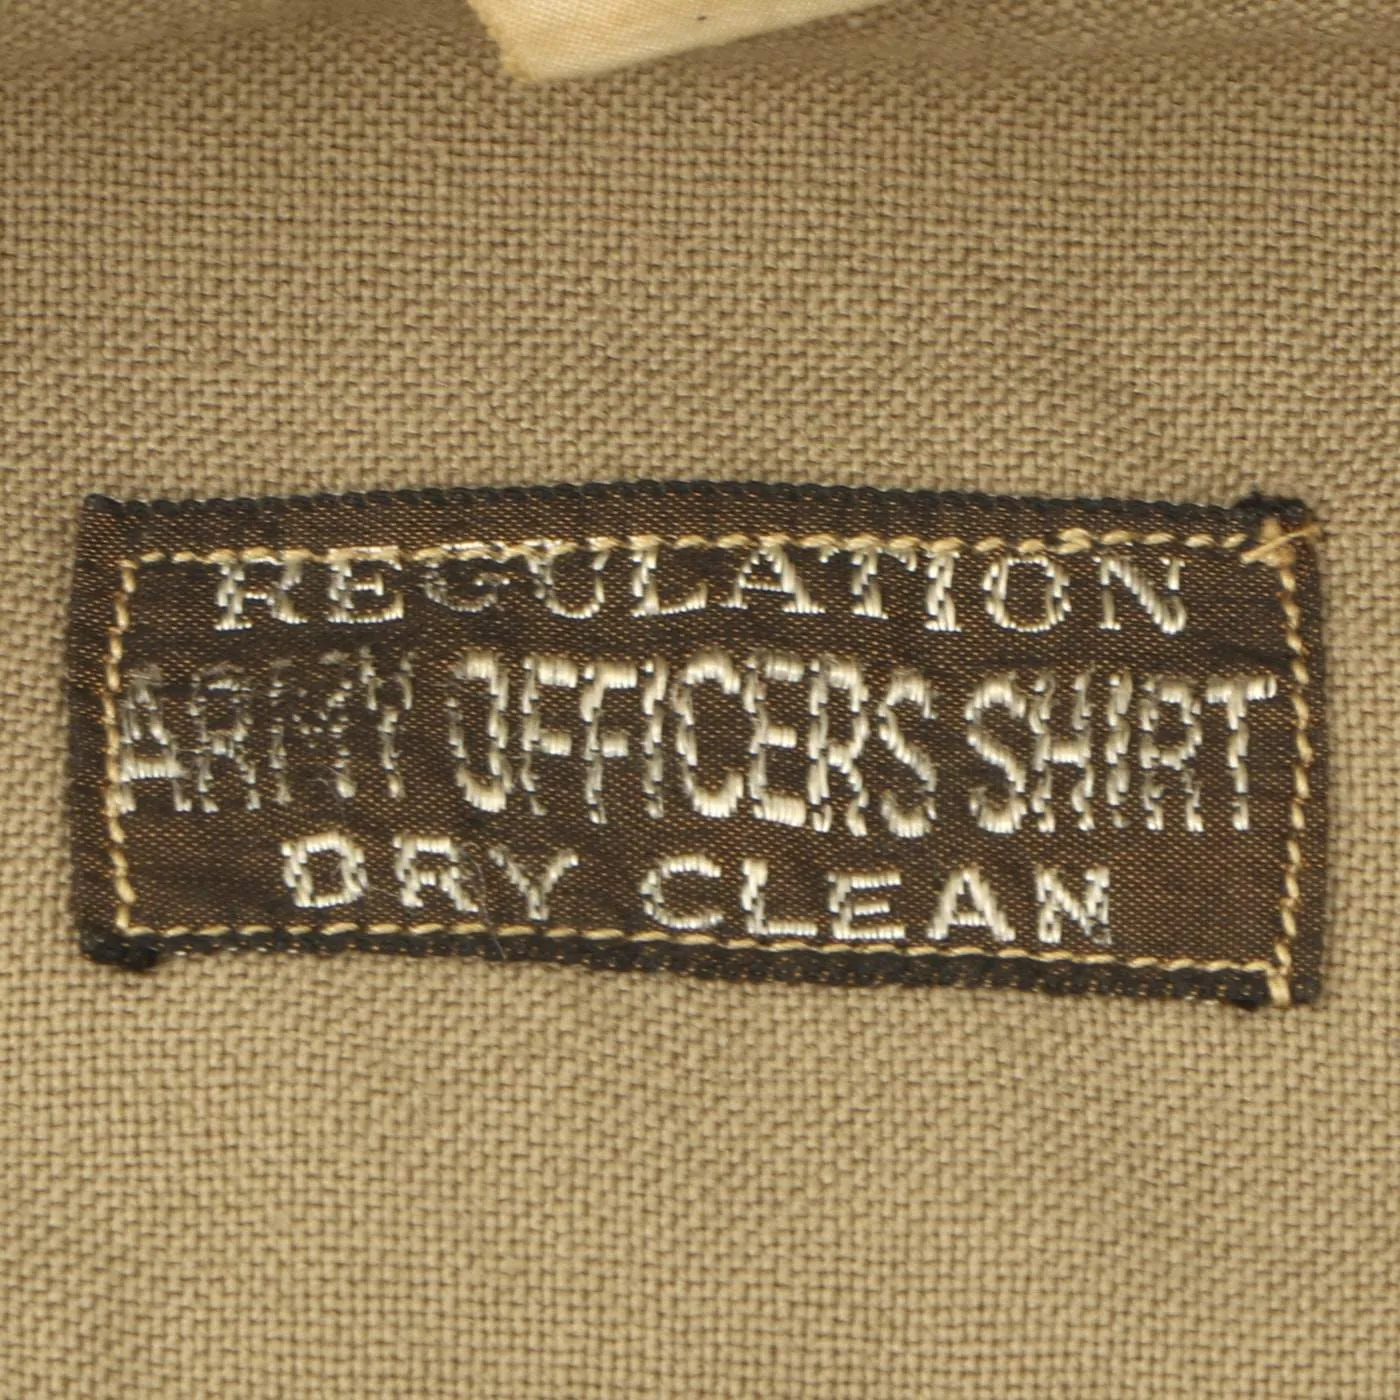 REGULATION
ARMY OFFICERS SHIRT
DRY CLEAN